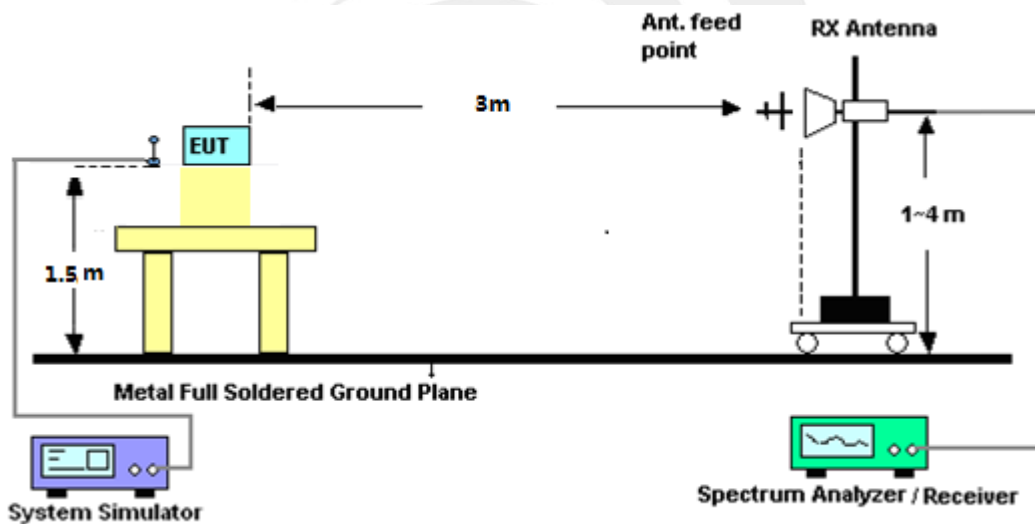 Ant. feed
point
RX Antenna
3m
EUT
1.5 m
1~4 m
Metal Full Soldered Ground Plane
System Simulator
Spectrum Analyzer / Receiver